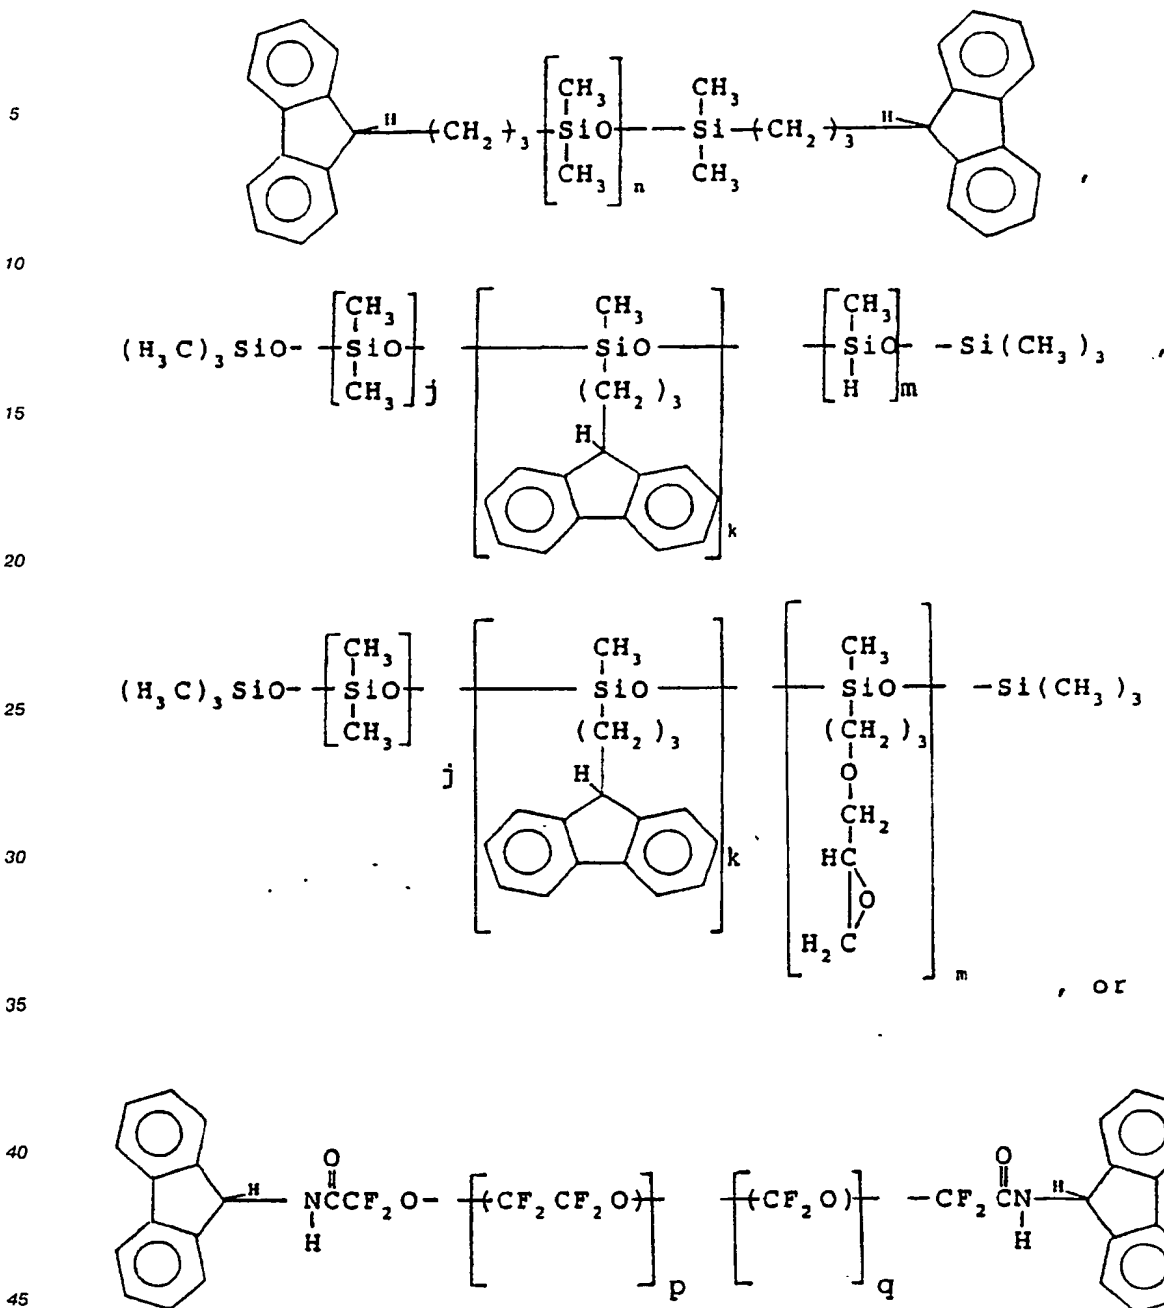 5
H (CH2)3 [CH3 SiO CH3]n Si CH3 CH3 (CH2)3 H ,
10
(H3C)3SiO [CH3 SiO CH3]j [CH3 SiO (CH2)3 H]k [CH3 SiO H]m Si(CH3)3 ,
15
20
(H3C)3SiO [CH3 SiO CH3]j [CH3 SiO (CH2)3 H]k [CH3 SiO (CH2)3 O CH2 HC O H2C]m Si(CH3)3
25
30
35
, or
40
H NCCF2O O H [(CF2CF2O)]p [(CF2O)]q CF2CN O H H
45